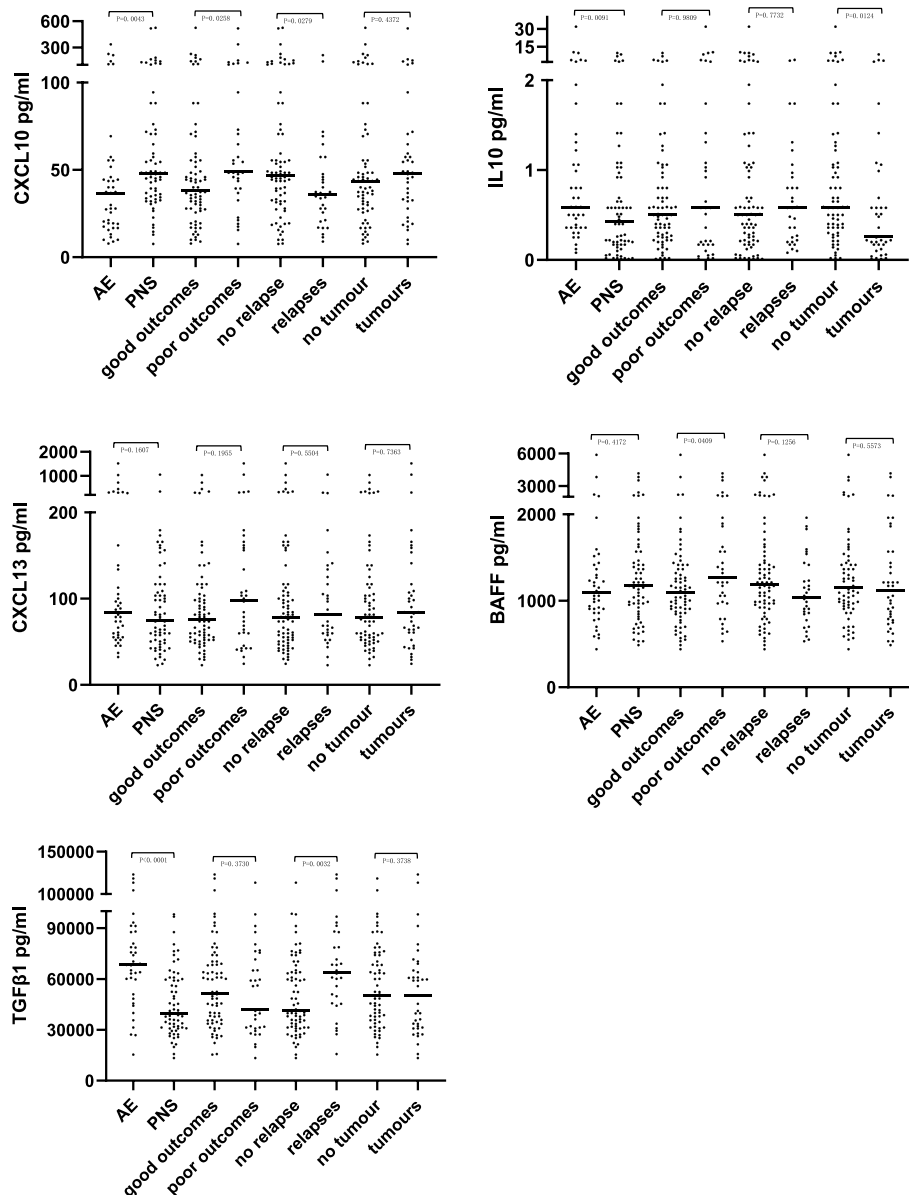 CXCL10 pg/ml
600
300
100
50
0
P=0.0043
P=0.0258
P=0.0279
P=0.4372
AE
PNS
good outcomes
poor outcomes
no relapse
relapses
no tumour
tumours
IL10 pg/ml
30
15
2
1
0
P=0.0091
P=0.9809
P=0.7732
P=0.0124
AE
PNS
good outcomes
poor outcomes
no relapse
relapses
no tumour
tumours
CXCL13 pg/ml
2000
1000
200
100
0
P=0.1607
P=0.1955
P=0.5504
P=0.7363
AE
PNS
good outcomes
poor outcomes
no relapse
relapses
no tumour
tumours
BAFF pg/ml
6000
3000
2000
1000
0
P=0.4172
P=0.0409
P=0.1256
P=0.5573
AE
PNS
good outcomes
poor outcomes
no relapse
relapses
no tumour
tumours
TGFβ1 pg/ml
150000
100000
90000
60000
30000
0
P<0.0001
P=0.3730
P=0.0032
P=0.3738
AE
PNS
good outcomes
poor outcomes
no relapse
relapses
no tumour
tumours